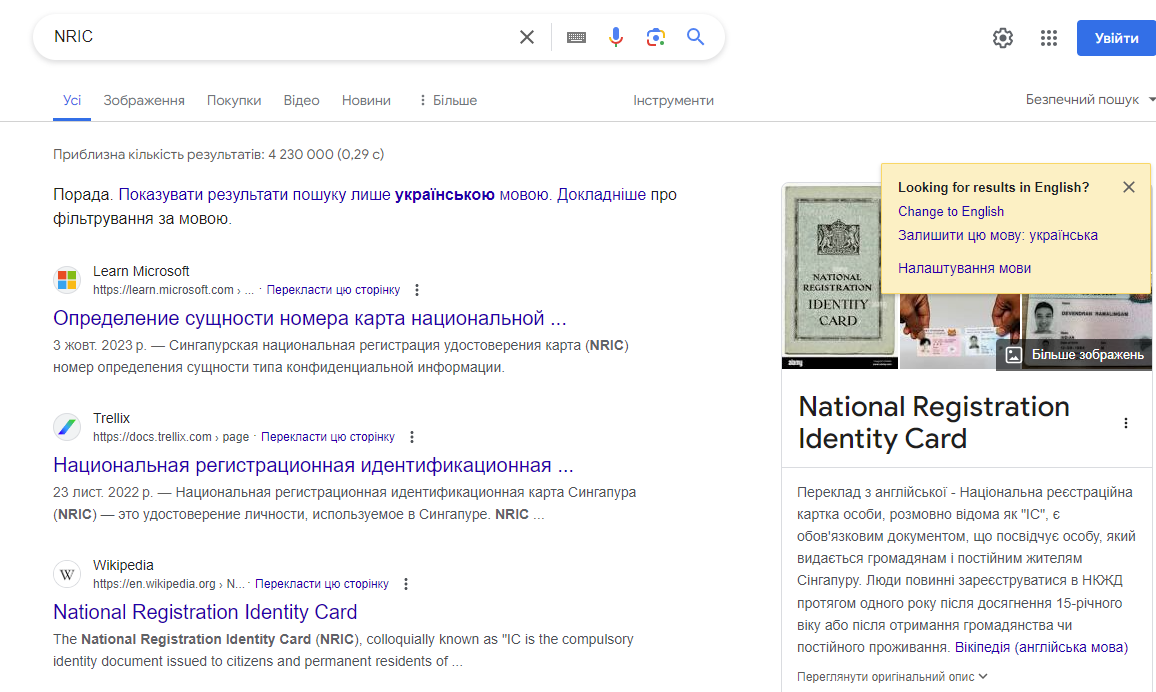 NRIC
Увійти
Усі Зображення Покупки Відео Новини Більше Інструменти Безпечний пошук
Приблизна кількість результатів: 4 230 000 (0,29 с)
Порада. Показувати результати пошуку лише українською мовою. Докладніше про
фільтрування за мовою.
Learn Microsoft
https://learn.microsoft.com › ... · Перекласти цю сторінку
Определение сущности номера карта национальной ...
3 жовт. 2023 р. — Сингапурская национальная регистрация удостоверения карта (NRIC)
номер определения сущности типа конфиденциальной информации.
Trellix
https://docs.trellix.com › page · Перекласти цю сторінку
Национальная регистрационная идентификационная ...
23 лист. 2022 р. — Национальная регистрационная идентификационная карта Сингапура
(NRIC) — это удостоверение личности, используемое в Сингапуре. NRIC ...
W
Wikipedia
https://en.wikipedia.org › N... · Перекласти цю сторінку
National Registration Identity Card
The National Registration Identity Card (NRIC), colloquially known as "IC is the compulsory
identity document issued to citizens and permanent residents of ...
Looking for results in English?
Change to English
Залишити цю мову: українська
Налаштування мови
NATIONAL
REGISTRATION
IDENTITY
CARD
alamy
DEVENDRAN RAMALINGAM
Більше зображень
National Registration
Identity Card
Переклад з англійської - Національна реєстраційна
картка особи, розмовно відома як "IC", є
обов'язковим документом, що посвідчує особу, який
видається громадянам і постійним жителям
Сінгапуру. Люди повинні зареєструватися в НКЖД
протягом одного року після досягнення 15-річного
віку або після отримання громадянства чи
постійного проживання. Вікіпедія (англійська мова)
Переглянути оригінальний опис